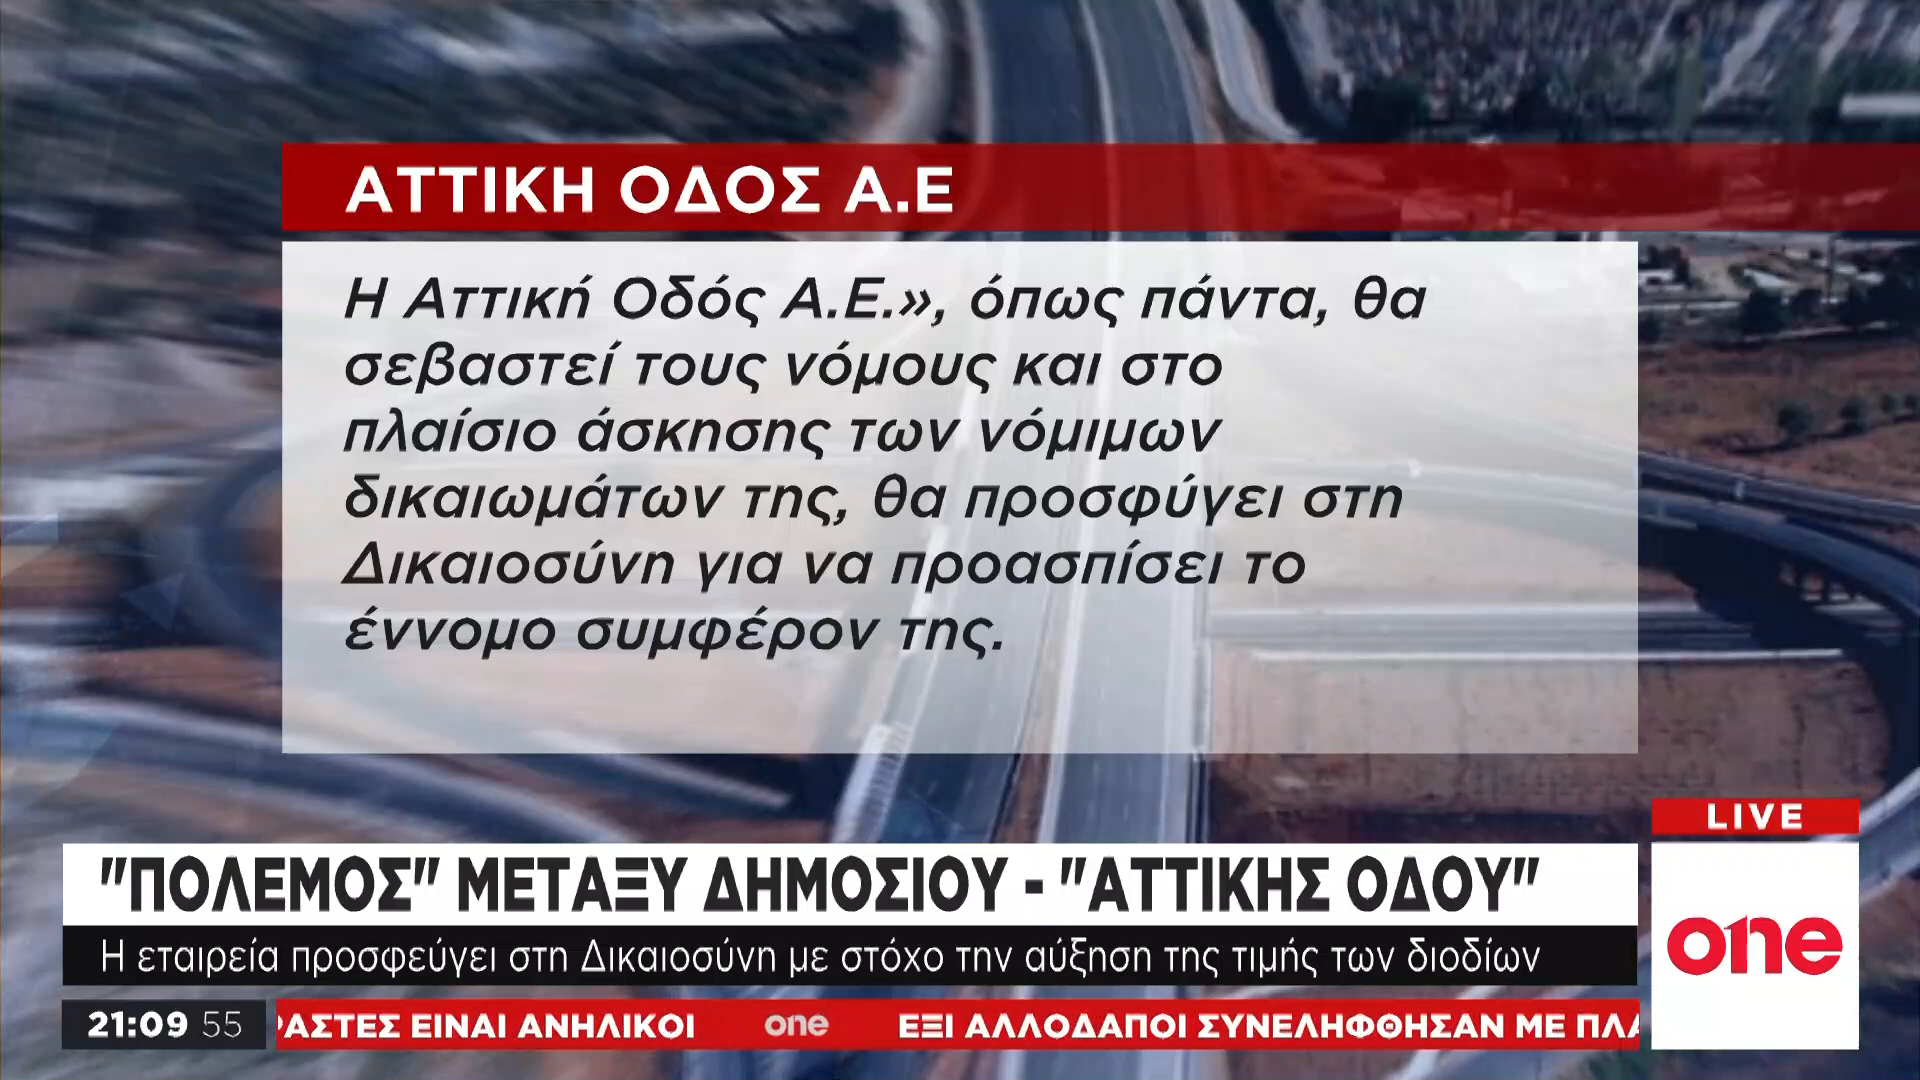 ΑΤΤΙΚΗ ΟΔΟΣ Α.Ε
Η Αττική Οδός Α.Ε.», όπως πάντα, θα
σεβαστεί τους νόμους και στο
πλαίσιο άσκησης των νόμιμων
δικαιωμάτων της, θα προσφύγει στη
Δικαιοσύνη για να προασπίσει το
έννομο συμφέρον της.
LIVE
"ΠΟΛΕΜΟΣ" ΜΕΤΑΞΥ ΔΗΜΟΣΙΟΥ - "ΑΤΤΙΚΗΣ ΟΔΟΥ"
one
Η εταιρεία προσφεύγει στη Δικαιοσύνη με στόχο την αύξηση της τιμής των διοδίων
21:09 55 ΡΑΣΤΕΣ ΕΙΝΑΙ ΑΝΗΛΙΚΟΙ one ΕΞΙ ΑΛΛΟΔΑΠΟΙ ΣΥΝΕΛΗΦΘΗΣΑΝ ΜΕ ΠΛΑ